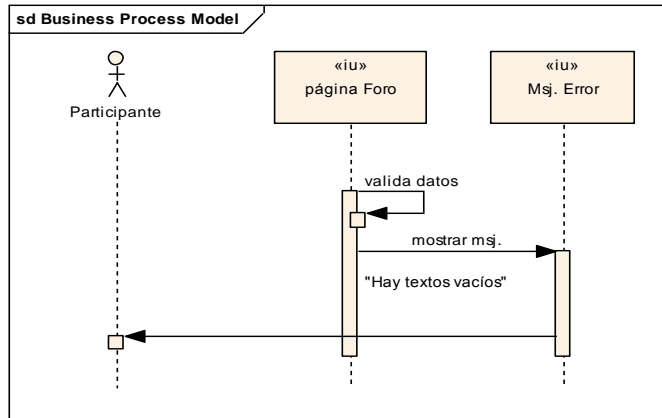 sd Business Process Model
Participante
«iu»
página Foro
«iu»
Msj. Error
valida datos
mostrar msj.
"Hay textos vacíos"